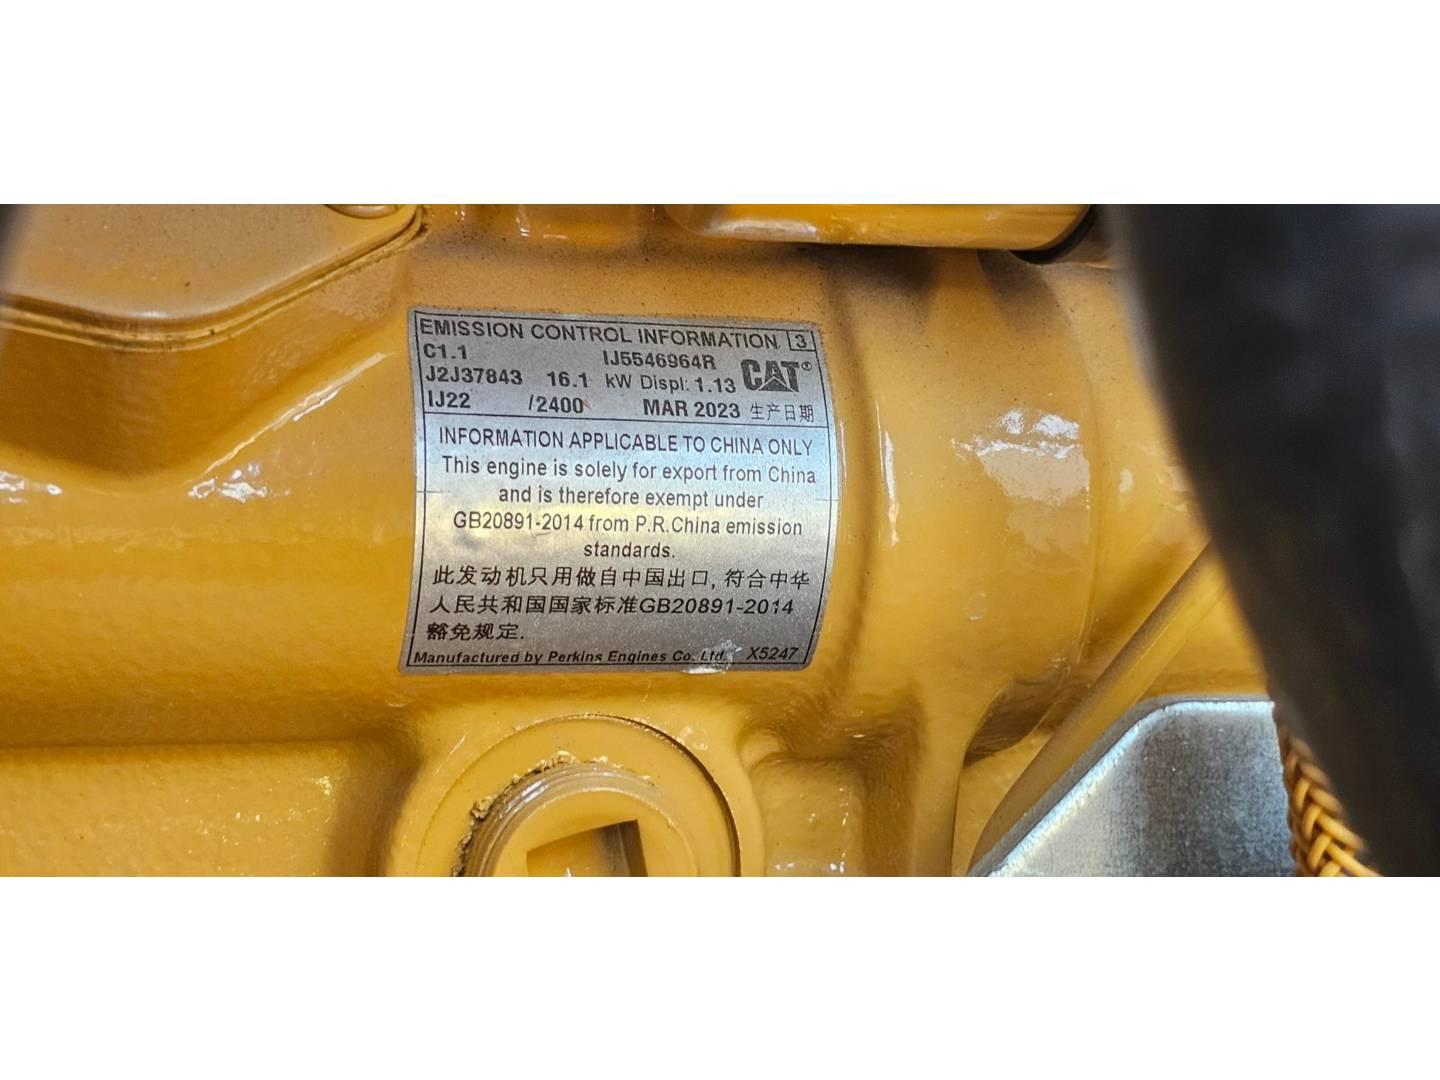 EMISSION CONTROL INFORMATION 3
C1.1 IJ5546964R
J2J37843 16.1 kW Displ: 1.13 CAT®
IJ22 /2400 MAR 2023 生产日期
INFORMATION APPLICABLE TO CHINA ONLY
This engine is solely for export from China
and is therefore exempt under
GB20891-2014 from P.R.China emission
standards.
此发动机只用做自中国出口, 符合中华
人民共和国国家标准GB20891-2014
豁免规定.
Manufactured by Perkins Engines Co. Ltd. X5247